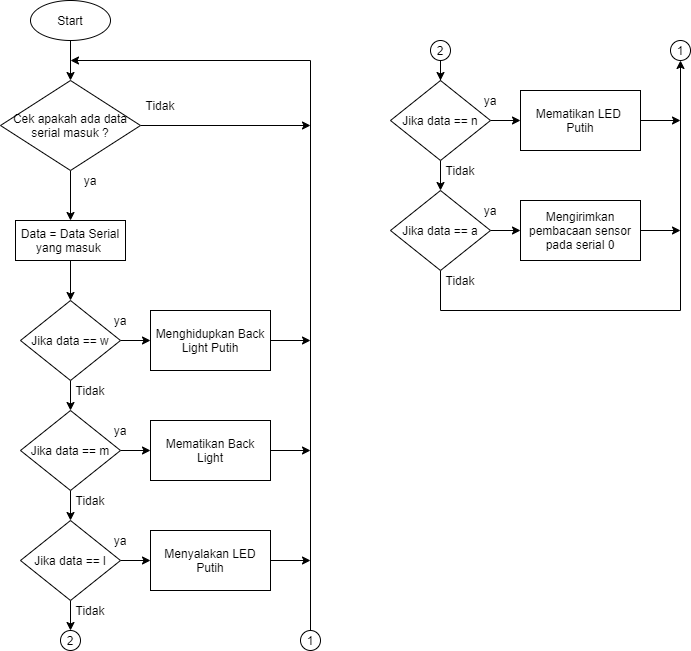 Start
Cek apakah ada data
serial masuk ?
Tidak
ya
Data = Data Serial
yang masuk
Jika data == w
ya
Menghidupkan Back
Light Putih
Tidak
Jika data == m
ya
Mematikan Back
Light
Tidak
Jika data == l
ya
Menyalakan LED
Putih
Tidak
2
1
2
1
Jika data == n
ya
Mematikan LED
Putih
Tidak
Jika data == a
ya
Mengirimkan
pembacaan sensor
pada serial 0
Tidak